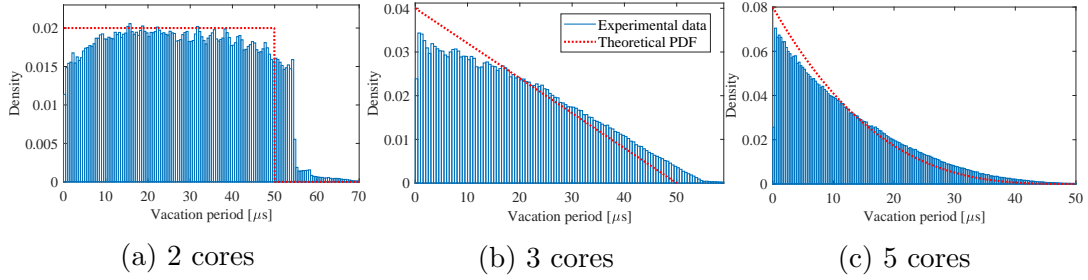 0.02
0.015
0.01
0.005
0
Density
0 10 20 30 40 50 60 70
Vacation period [μs]
(a) 2 cores
0.04
0.03
0.02
0.01
0
Density
Experimental data
Theoretical PDF
0 10 20 30 40 50
Vacation period [μs]
(b) 3 cores
0.08
0.06
0.04
0.02
0
Density
0 10 20 30 40 50
Vacation period [μs]
(c) 5 cores